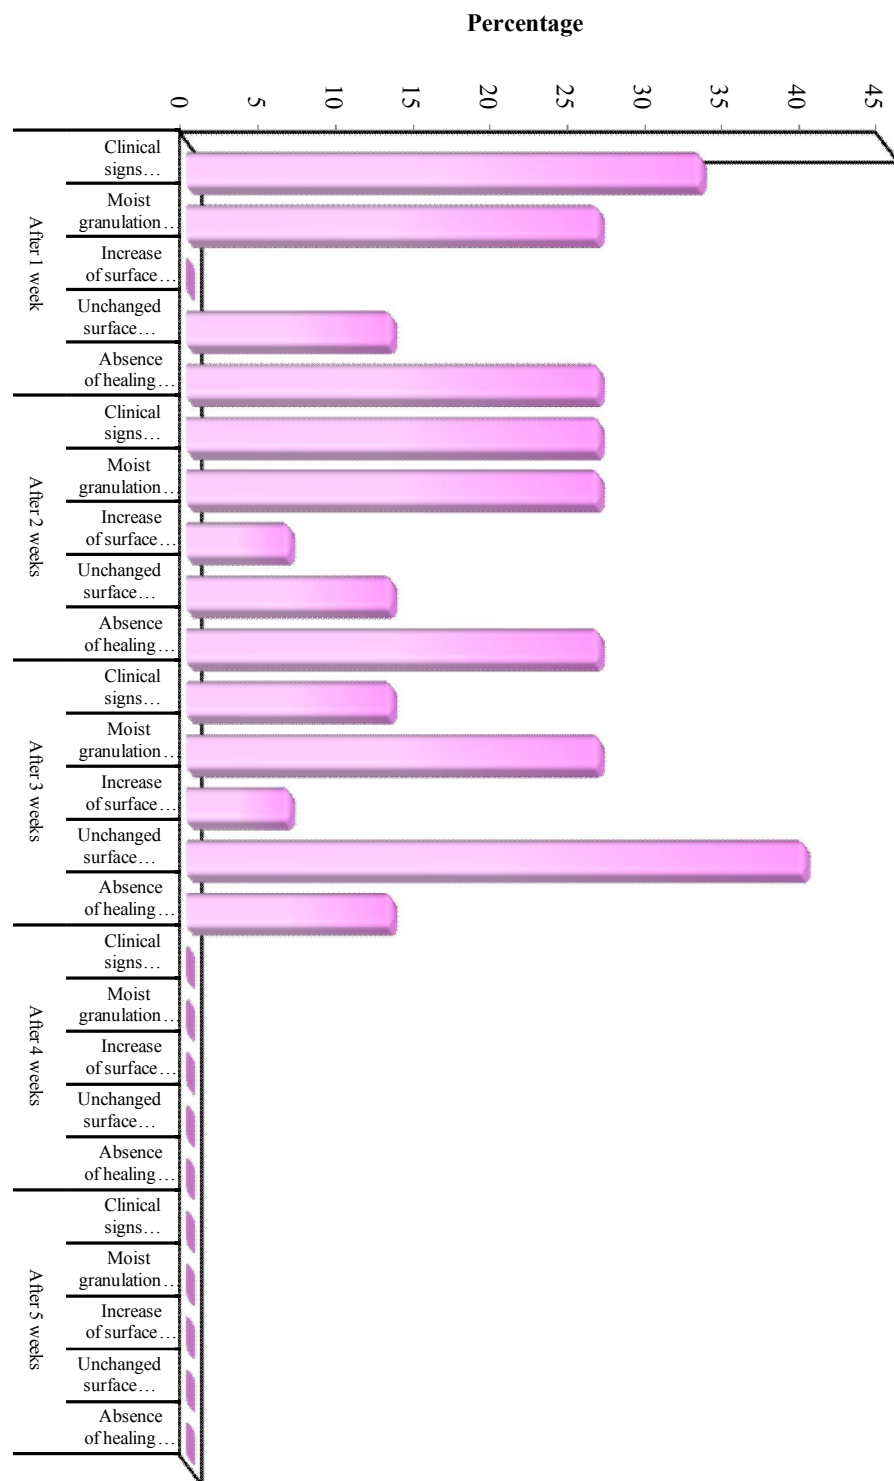 Percentage
0
5
10
15
20
25
30
35
40
45
After 1 week
Clinical
signs…
Moist
granulation…
Increase
of surface…
Unchanged
surface…
Absence
of healing…
After 2 weeks
Clinical
signs…
Moist
granulation…
Increase
of surface…
Unchanged
surface…
Absence
of healing…
After 3 weeks
Clinical
signs…
Moist
granulation…
Increase
of surface…
Unchanged
surface…
Absence
of healing…
After 4 weeks
Clinical
signs…
Moist
granulation…
Increase
of surface…
Unchanged
surface…
Absence
of healing…
After 5 weeks
Clinical
signs…
Moist
granulation…
Increase
of surface…
Unchanged
surface…
Absence
of healing…